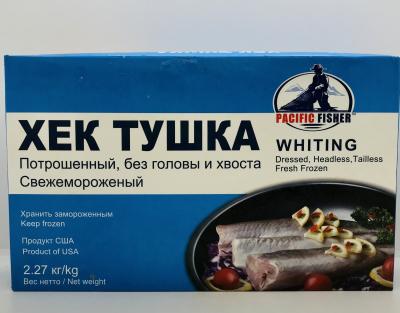 PACIFIC FISHER
ХЕК ТУШКА
WHITING
Потрошенный, без головы и хвоста
Dressed, Headless,Tailless
Свежемороженый
Fresh Frozen
Хранить замороженным
Keep frozen
Продукт США
Product of USA
2.27 кг/kg
Вес нетто / Net weight